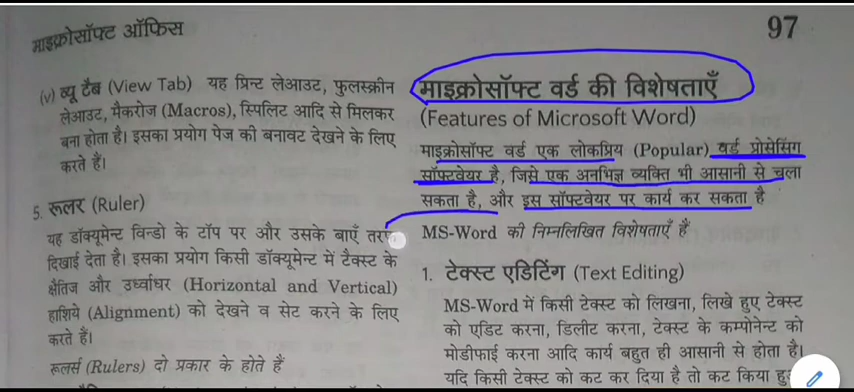 माइक्रोसॉफ्ट ऑफिस
97
(v) व्यू टैब (View Tab) यह प्रिन्ट लेआउट, फुलस्क्रीन
लेआउट, मैकरोज (Macros), स्पिलिट आदि से मिलकर
बना होता है। इसका प्रयोग पेज की बनावट देखने के लिए
करते हैं।
5. रूलर (Ruler)
यह डॉक्यूमेन्ट विन्डो के टॉप पर और उसके बाएँ तरफ
दिखाई देता है। इसका प्रयोग किसी डॉक्यूमेन्ट में टैक्स्ट के
क्षैतिज और उर्ध्वाधर (Horizontal and Vertical)
हाशिये (Alignment) को देखने व सेट करने के लिए
करते हैं।
रूलर्स (Rulers) दो प्रकार के होते हैं
माइक्रोसॉफ्ट वर्ड की विशेषताएँ
(Features of Microsoft Word)
माइक्रोसॉफ्ट वर्ड एक लोकप्रिय (Popular) वर्ड प्रोसेसिंग
सॉफ्टवेयर है, जिसे एक अनभिज्ञ व्यक्ति भी आसानी से चला
सकता है, और इस सॉफ्टवेयर पर कार्य कर सकता है
MS-Word की निम्नलिखित विशेषताएँ हैं
1. टेक्स्ट एडिटिंग (Text Editing)
MS-Word में किसी टेक्स्ट को लिखना, लिखे हुए टेक्स्ट
को एडिट करना, डिलीट करना, टेक्स्ट के कम्पोनेन्ट को
मोडीफाई करना आदि कार्य बहुत ही आसानी से होता है।
यदि किसी टेक्स्ट को कट कर दिया है तो कट किया